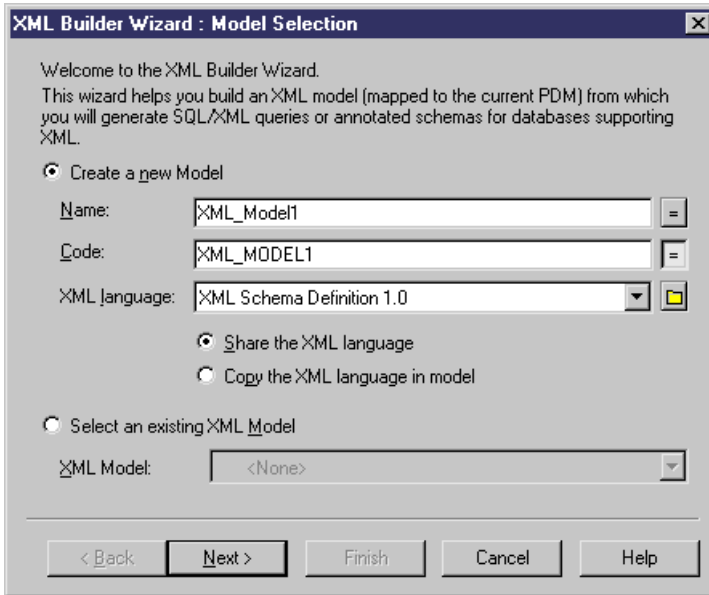 XML Builder Wizard : Model Selection
Welcome to the XML Builder Wizard.
This wizard helps you build an XML model (mapped to the current PDM) from which
you will generate SQL/XML queries or annotated schemas for databases supporting
XML.
Create a new Model
Name: XML_Model1 =
Code: XML_MODEL1 =
XML language: XML Schema Definition 1.0
Share the XML language
Copy the XML language in model
Select an existing XML Model
XML Model: <None>
< Back Next > Finish Cancel Help